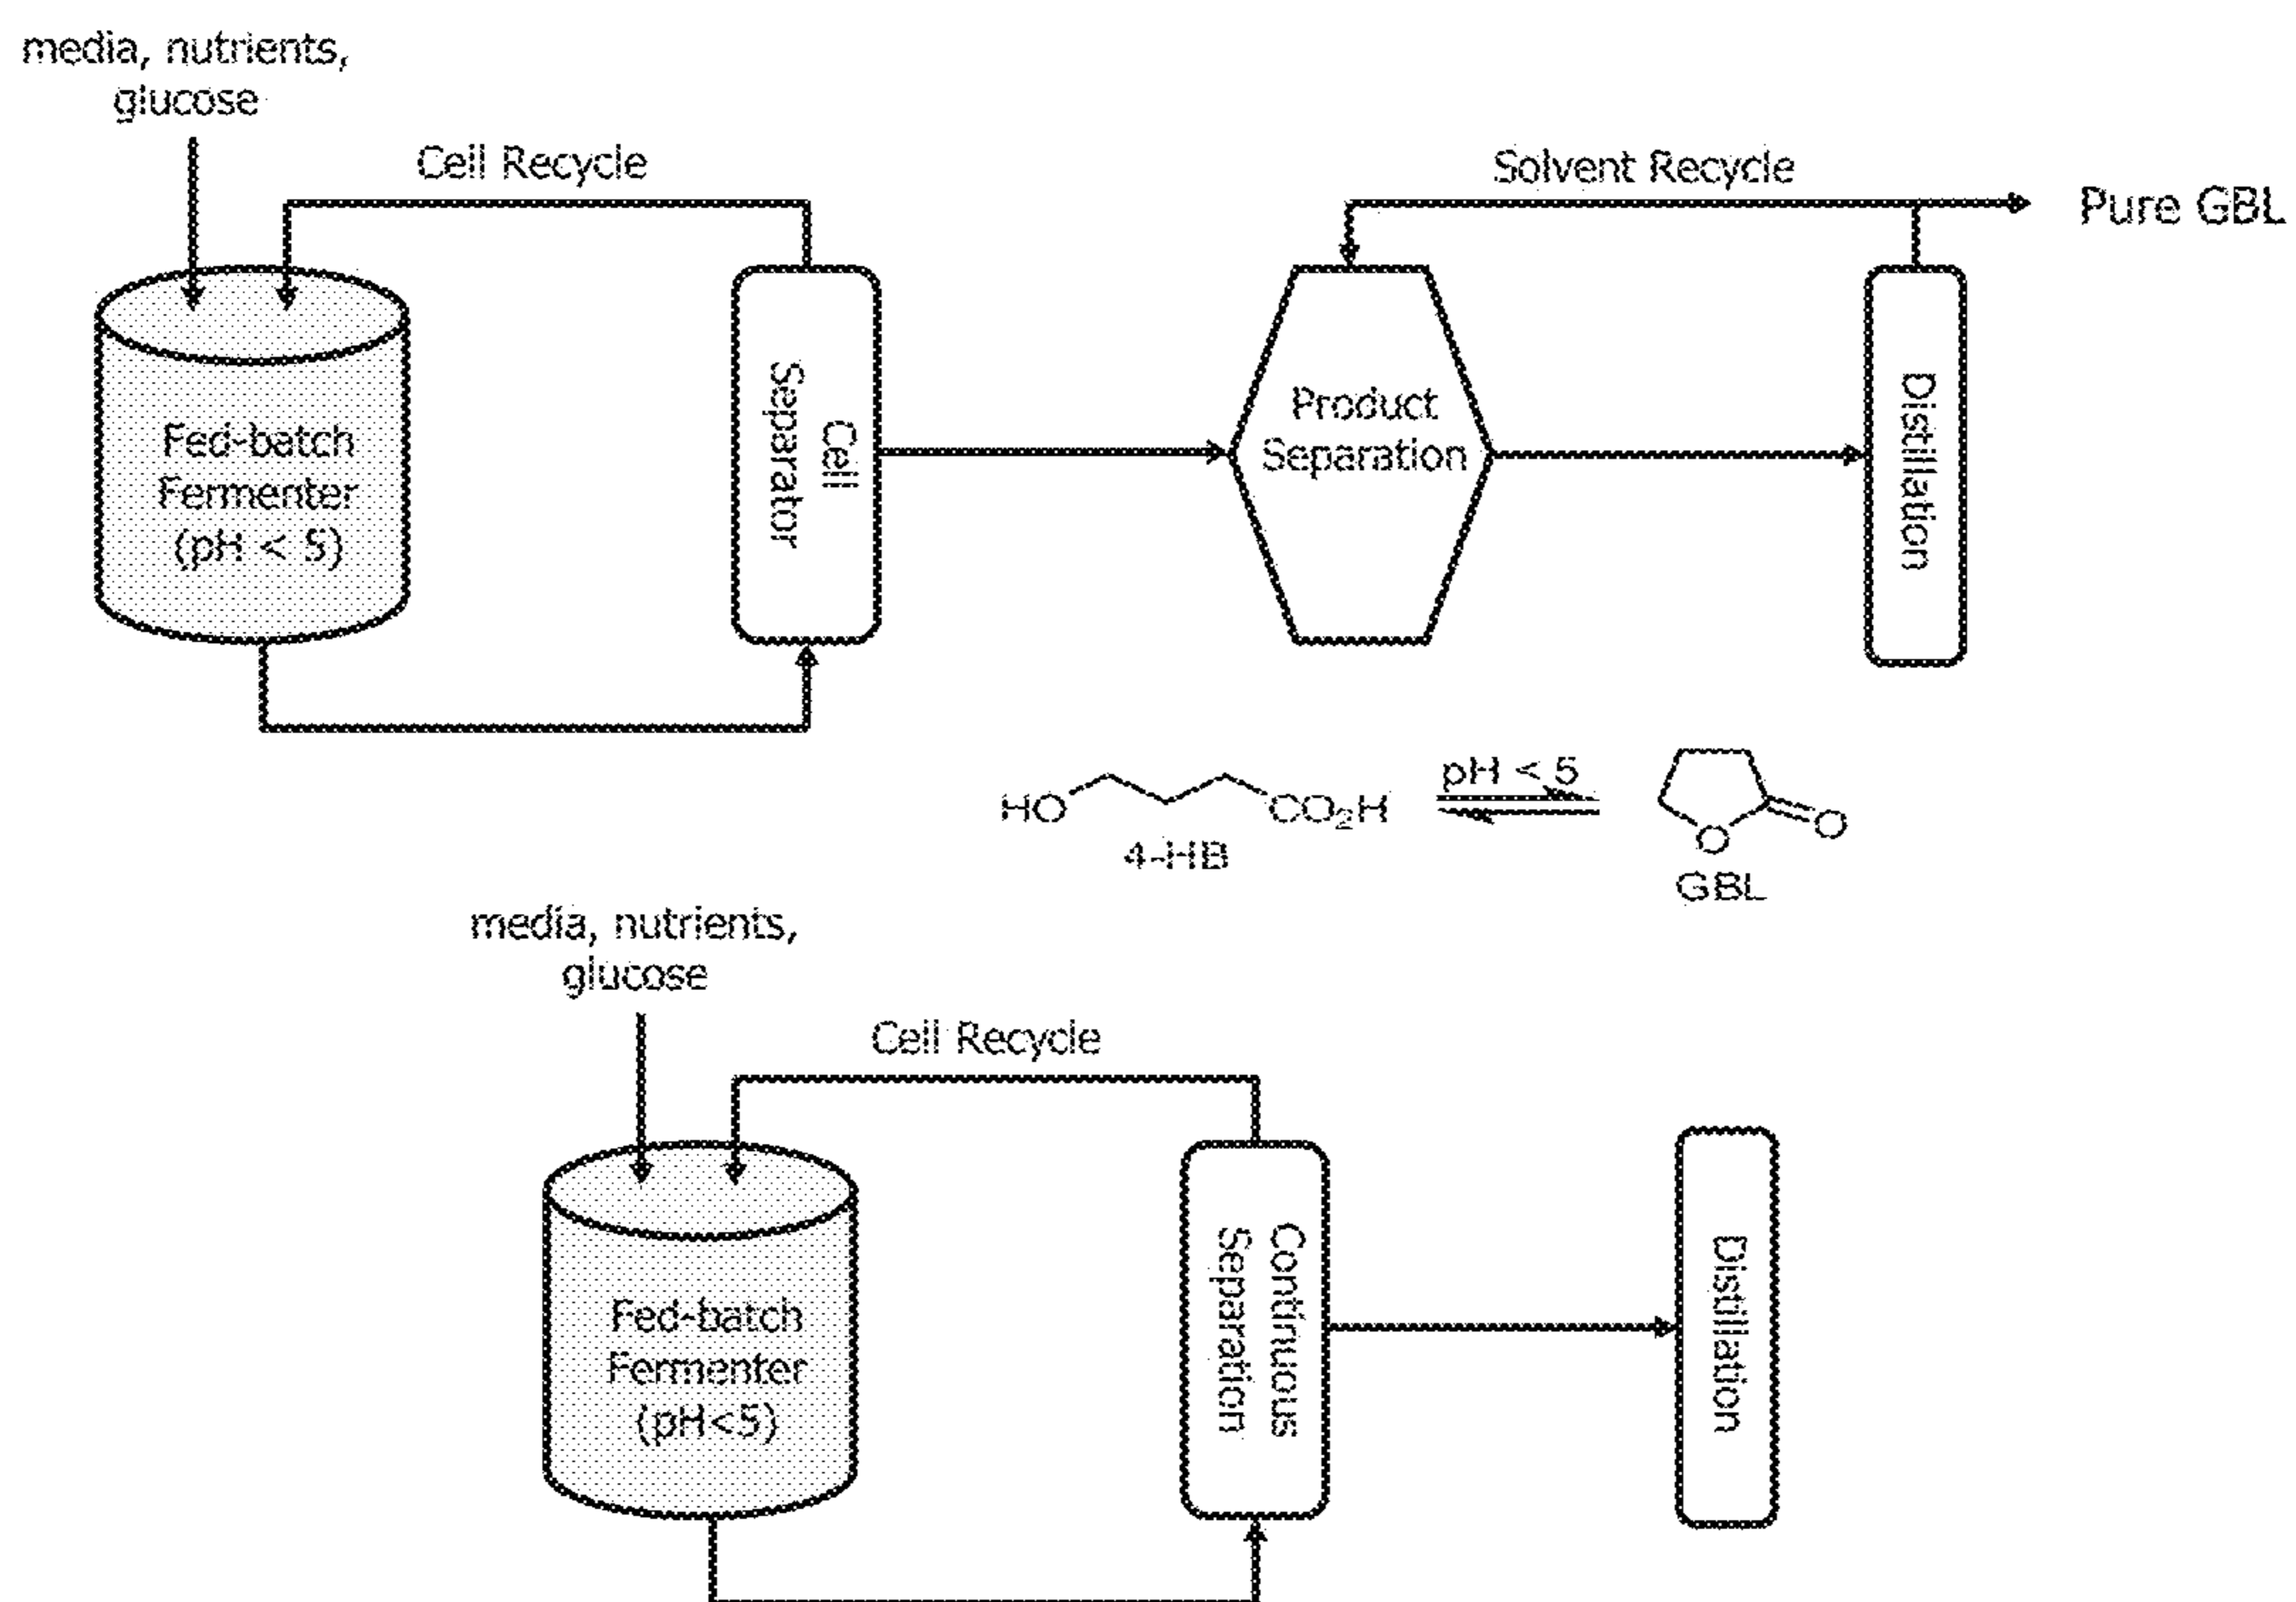 media, nutrients,
glucose
Cell Recycle
Solvent Recycle
Pure GBL
Fed-batch
Fermenter
(pH < 5)
Cell
Separator
Product
Separation
Distillation
HO
CO₂H
4-HB
pH < 5
O
O
GBL
media, nutrients,
glucose
Cell Recycle
Fed-batch
Fermenter
(pH<5)
Continuous
Separation
Distillation